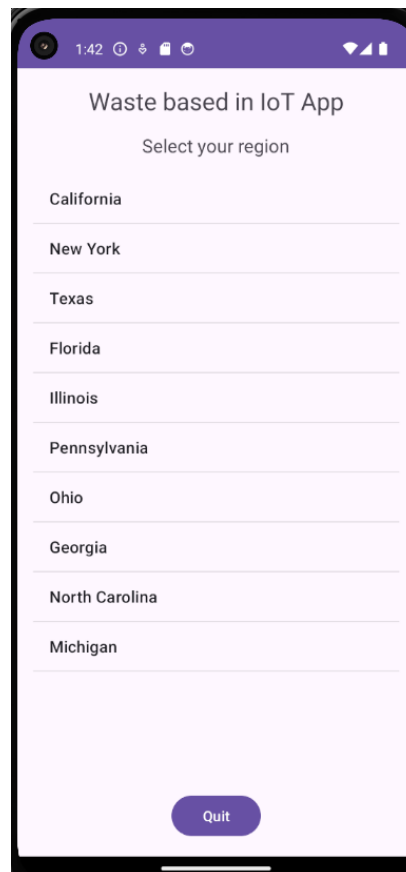 1:42
Waste based in IoT App
Select your region
California
New York
Texas
Florida
Illinois
Pennsylvania
Ohio
Georgia
North Carolina
Michigan
Quit